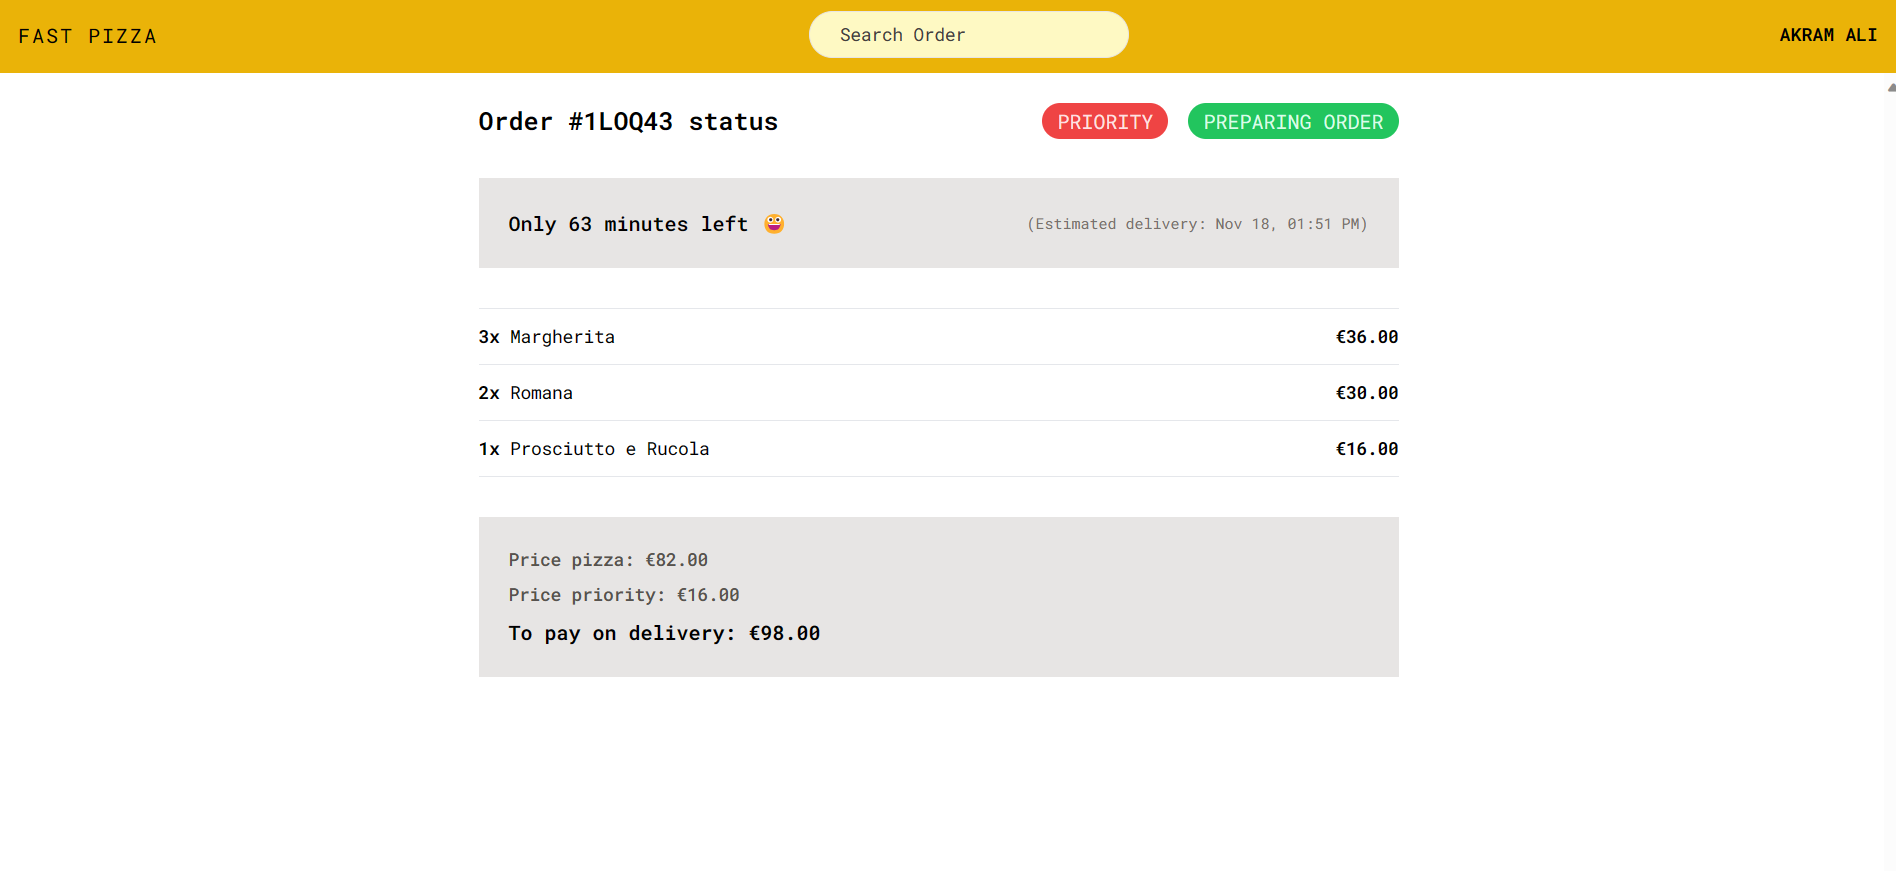 FAST PIZZA
Search Order
AKRAM ALI
Order #1LOQ43 status
PRIORITY
PREPARING ORDER
Only 63 minutes left 😀
(Estimated delivery: Nov 18, 01:51 PM)
3x Margherita €36.00
2x Romana €30.00
1x Prosciutto e Rucola €16.00
Price pizza: €82.00
Price priority: €16.00
To pay on delivery: €98.00